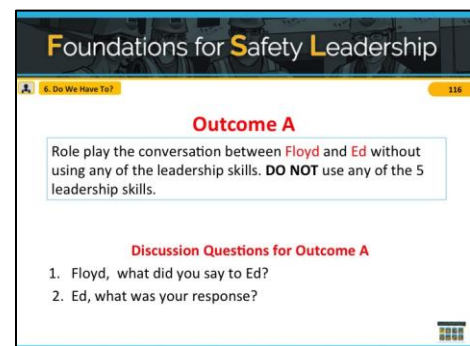 Foundations for Safety Leadership
6. Do We Have To?
116
Outcome A
Role play the conversation between Floyd and Ed without
using any of the leadership skills. DO NOT use any of the 5
leadership skills.
Discussion Questions for Outcome A
1. Floyd, what did you say to Ed?
2. Ed, what was your response?